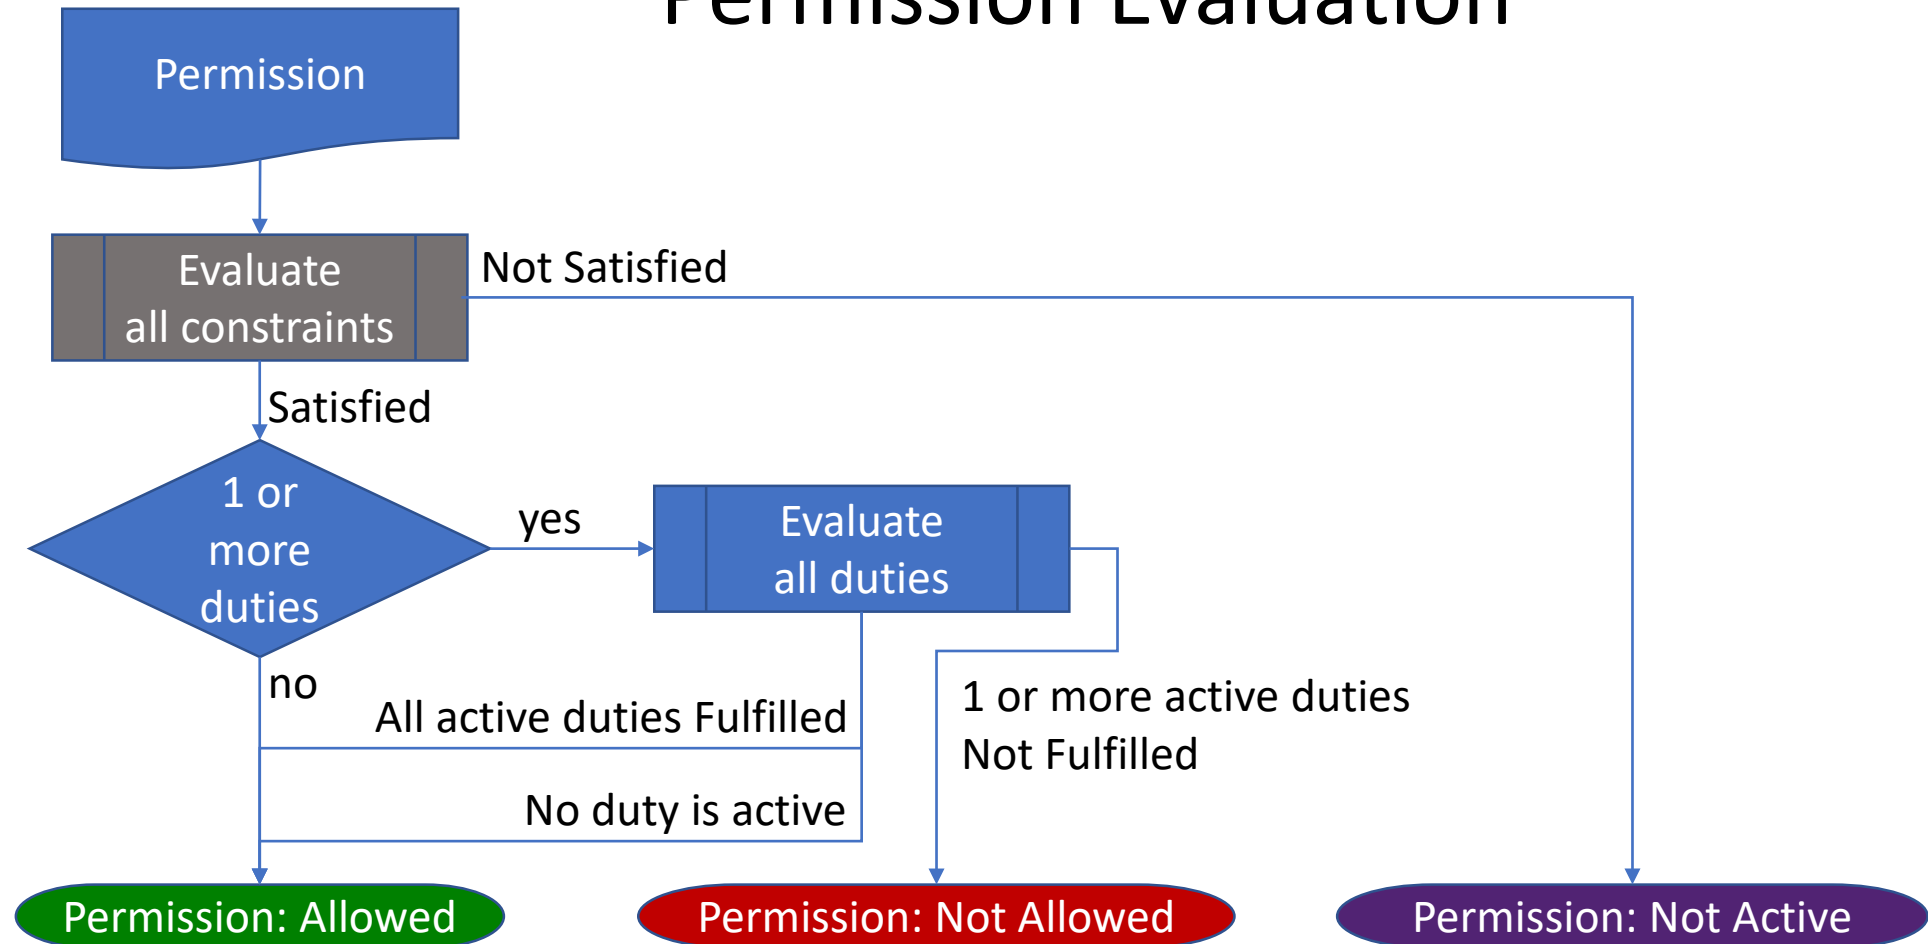 Permission Evaluation
Permission
Evaluate
all constraints
Not Satisfied
Satisfied
1 or
more
duties
yes
Evaluate
all duties
no
All active duties Fulfilled
1 or more active duties
Not Fulfilled
No duty is active
Permission: Allowed
Permission: Not Allowed
Permission: Not Active